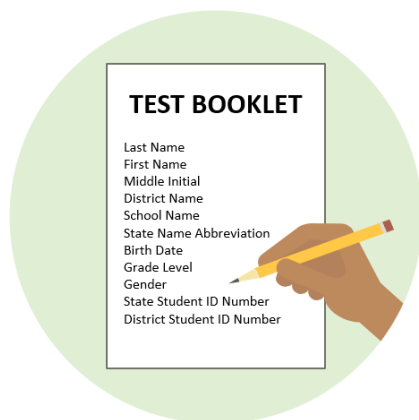 TEST BOOKLET
Last Name
First Name
Middle Initial
District Name
School Name
State Name Abbreviation
Birth Date
Grade Level
Gender
State Student ID Number
District Student ID Number